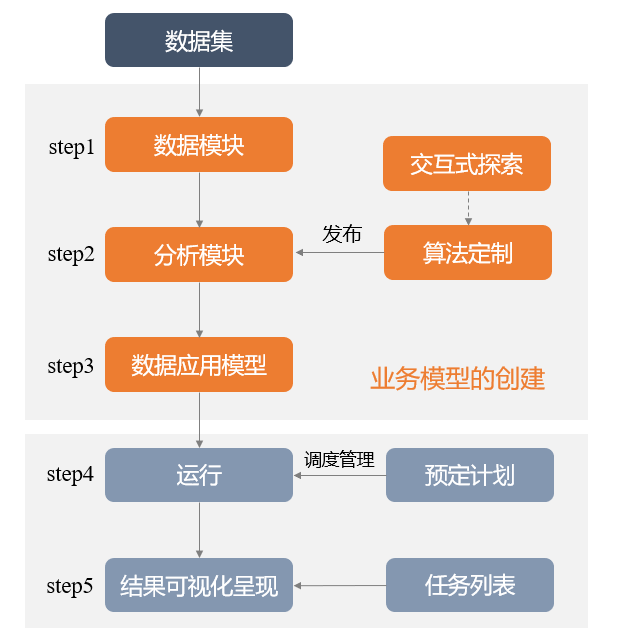 数据集
step1
数据模块
交互式探索
step2
分析模块
发布
算法定制
step3
数据应用模型
业务模型的创建
step4
运行
调度管理
预定计划
step5
结果可视化呈现
任务列表